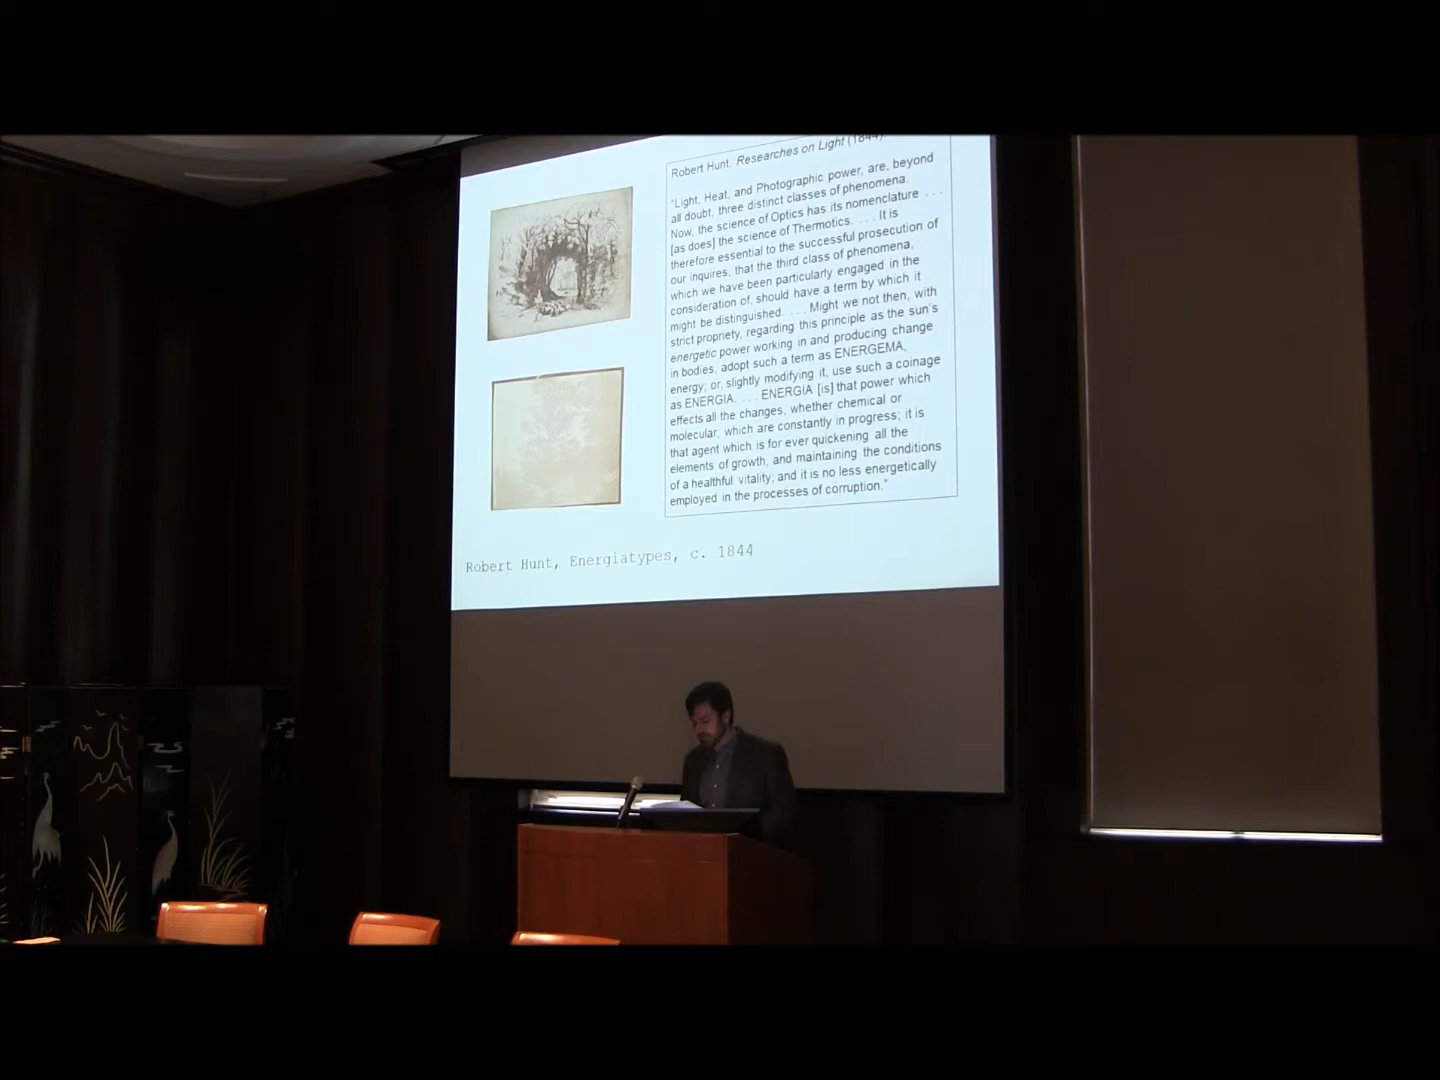 Robert Hunt, Researches on Light (1844).
"Light, Heat, and Photographic power, are, beyond
all doubt, three distinct classes of phenomena.
Now, the science of Optics has its nomenclature . . .
[as does] the science of Thermotics. . . . It is
therefore essential to the successful prosecution of
our inquires, that the third class of phenomena,
which we have been particularly engaged in the
consideration of, should have a term by which it
might be distinguished. . . . Might we not then, with
strict propriety, regarding this principle as the sun's
energetic power working in and producing change
in bodies, adopt such a term as ENERGEMA,
energy; or, slightly modifying it, use such a coinage
as ENERGIA. . . . ENERGIA [is] that power which
effects all the changes, whether chemical or
molecular, which are constantly in progress; it is
that agent which is for ever quickening all the
elements of growth, and maintaining the conditions
of a healthful vitality; and it is no less energetically
employed in the processes of corruption."
Robert Hunt, Energiatypes, c. 1844